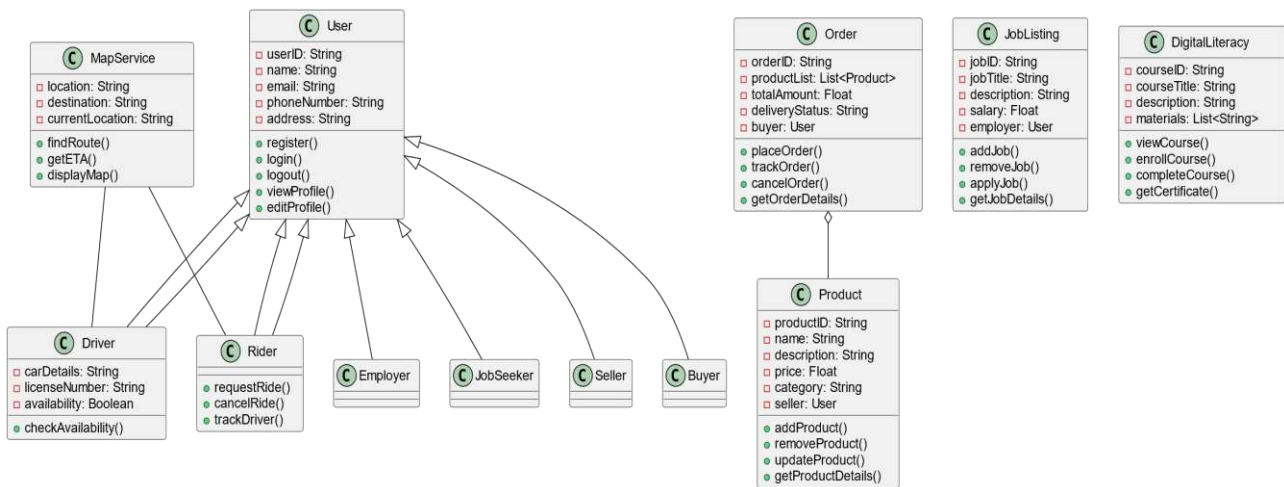 C MapService
location: String
destination: String
currentLocation: String
findRoute()
getETA()
displayMap()
C User
userID: String
name: String
email: String
phoneNumber: String
address: String
register()
login()
logout()
viewProfile()
editProfile()
C Order
orderID: String
productList: List<Product>
totalAmount: Float
deliveryStatus: String
buyer: User
placeOrder()
trackOrder()
cancelOrder()
getOrderDetails()
C JobListing
jobID: String
jobTitle: String
description: String
salary: Float
employer: User
addJob()
removeJob()
applyJob()
getJobDetails()
C DigitalLiteracy
courseID: String
courseTitle: String
description: String
materials: List<String>
viewCourse()
enrollCourse()
completeCourse()
getCertificate()
C Driver
carDetails: String
licenseNumber: String
availability: Boolean
checkAvailability()
C Rider
requestRide()
cancelRide()
trackDriver()
C Employer
C JobSeeker
C Seller
C Buyer
C Product
productID: String
name: String
description: String
price: Float
category: String
seller: User
addProduct()
removeProduct()
updateProduct()
getProductDetails()